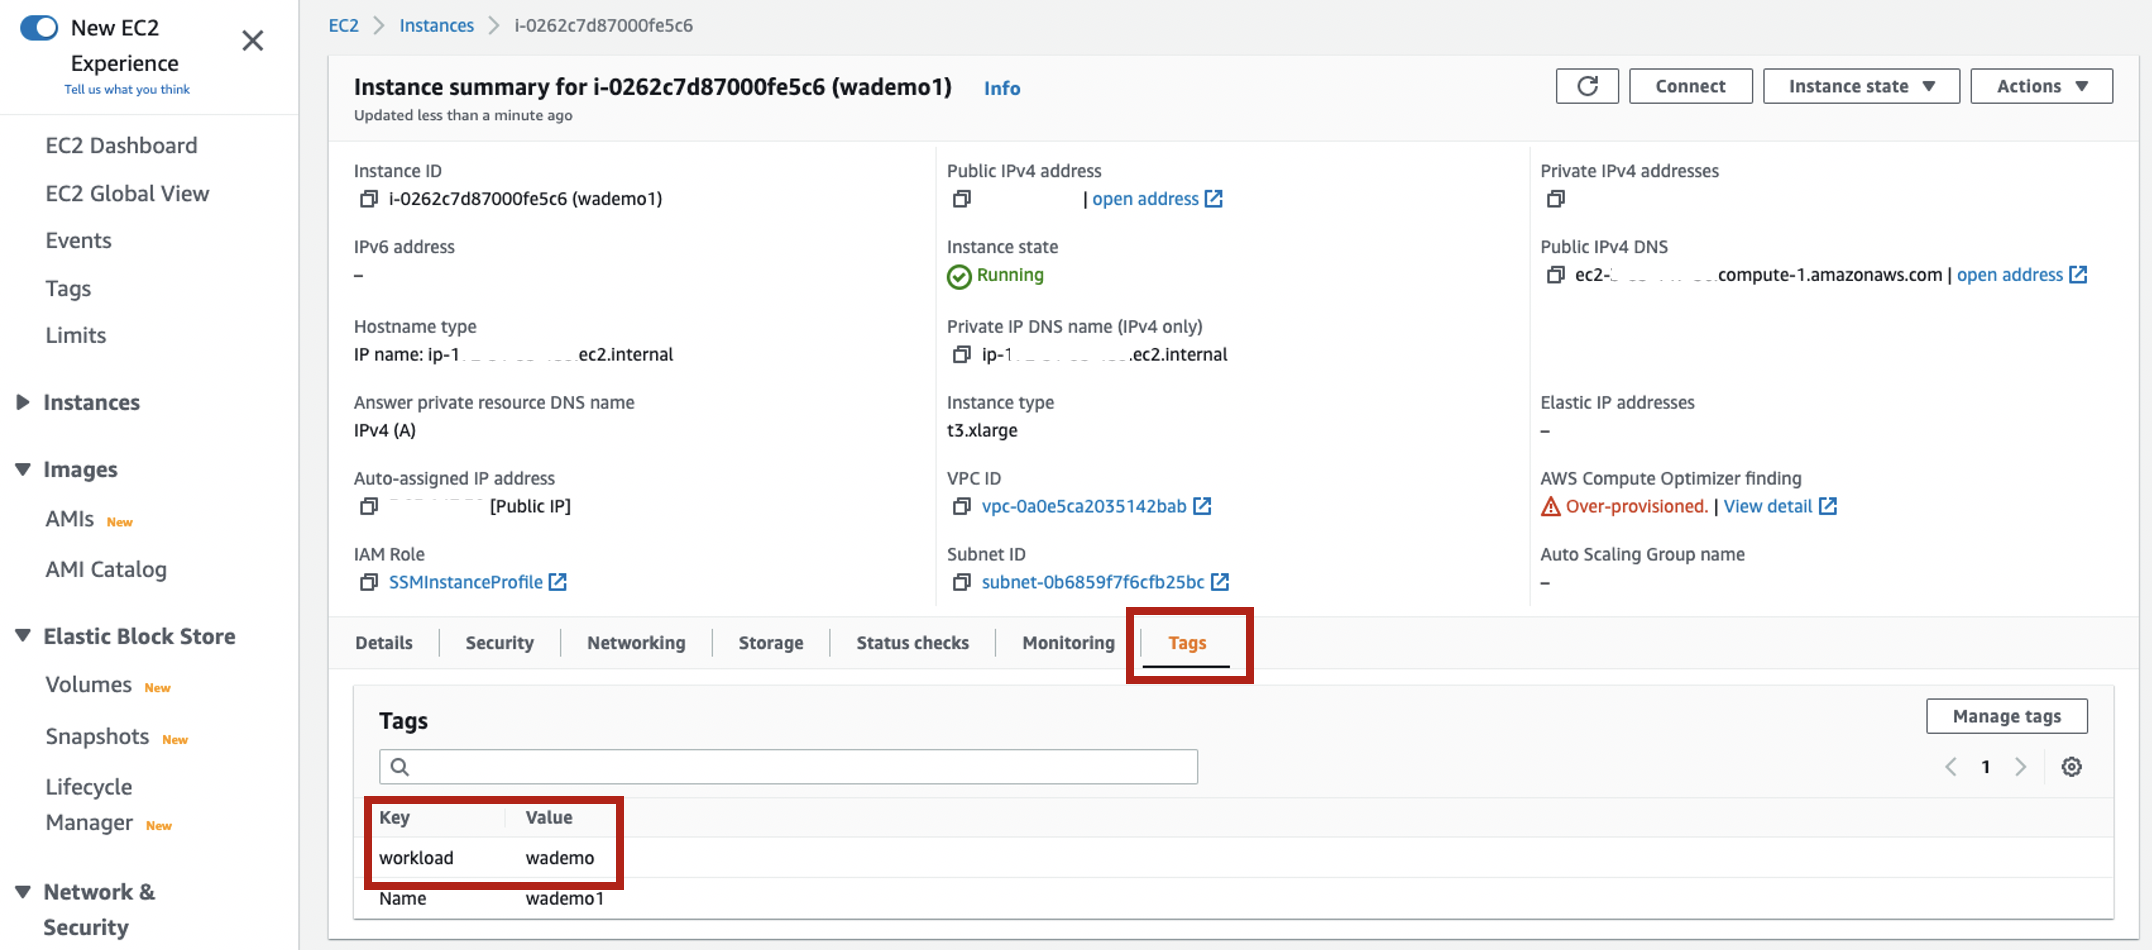 New EC2
Experience
Tell us what you think
EC2 Dashboard
EC2 Global View
Events
Tags
Limits
Instances
Images
AMIs New
AMI Catalog
Elastic Block Store
Volumes New
Snapshots New
Lifecycle
Manager New
Network &
Security
EC2 Instances i-0262c7d87000fe5c6
Instance summary for i-0262c7d87000fe5c6 (wademo1) Info
Updated less than a minute ago
Connect Instance state Actions
Instance ID
i-0262c7d87000fe5c6 (wademo1)
Public IPv4 address
| open address
Private IPv4 addresses
IPv6 address
–
Instance state
Running
Public IPv4 DNS
ec2- .compute-1.amazonaws.com | open address
Hostname type
IP name: ip-1 .ec2.internal
Private IP DNS name (IPv4 only)
ip-1 .ec2.internal
Answer private resource DNS name
IPv4 (A)
Instance type
t3.xlarge
Elastic IP addresses
–
Auto-assigned IP address
[Public IP]
VPC ID
vpc-0a0e5ca2035142bab
AWS Compute Optimizer finding
Over-provisioned. | View detail
IAM Role
SSMInstanceProfile
Subnet ID
subnet-0b6859f7f6cfb25bc
Auto Scaling Group name
–
Details Security Networking Storage Status checks Monitoring Tags
Tags
Manage tags
1
Key Value
workload wademo
Name wademo1